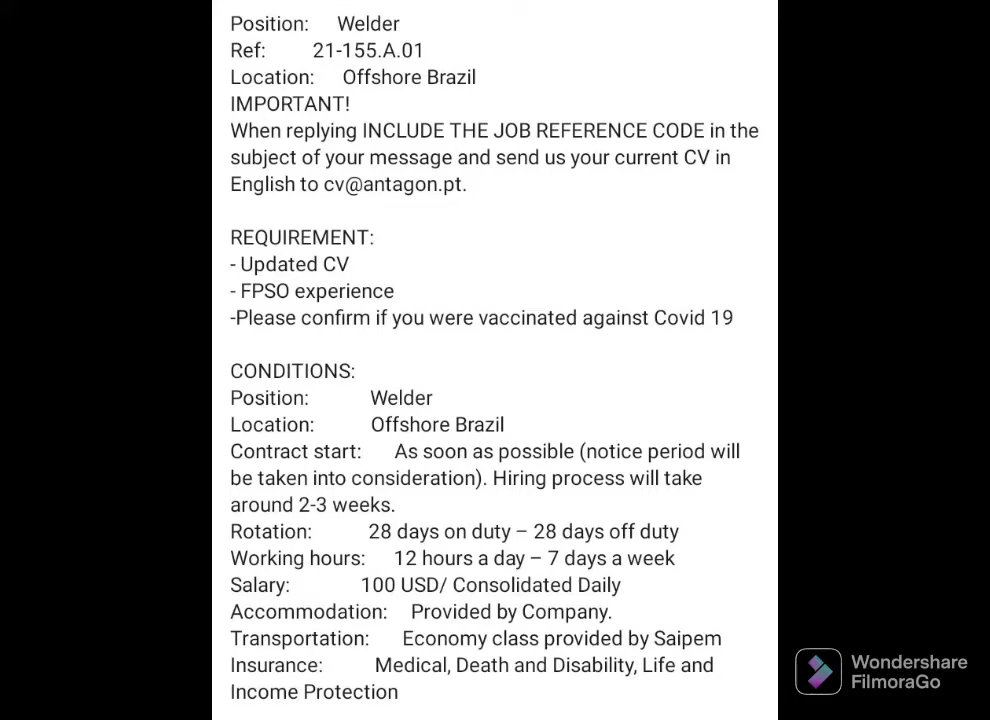 Position: Welder
Ref: 21-155.A.01
Location: Offshore Brazil
IMPORTANT!
When replying INCLUDE THE JOB REFERENCE CODE in the
subject of your message and send us your current CV in
English to cv@antagon.pt.
REQUIREMENT:
- Updated CV
- FPSO experience
-Please confirm if you were vaccinated against Covid 19
CONDITIONS:
Position: Welder
Location: Offshore Brazil
Contract start: As soon as possible (notice period will
be taken into consideration). Hiring process will take
around 2-3 weeks.
Rotation: 28 days on duty – 28 days off duty
Working hours: 12 hours a day – 7 days a week
Salary: 100 USD/ Consolidated Daily
Accommodation: Provided by Company.
Transportation: Economy class provided by Saipem
Insurance: Medical, Death and Disability, Life and
Income Protection
Wondershare
FilmoraGo